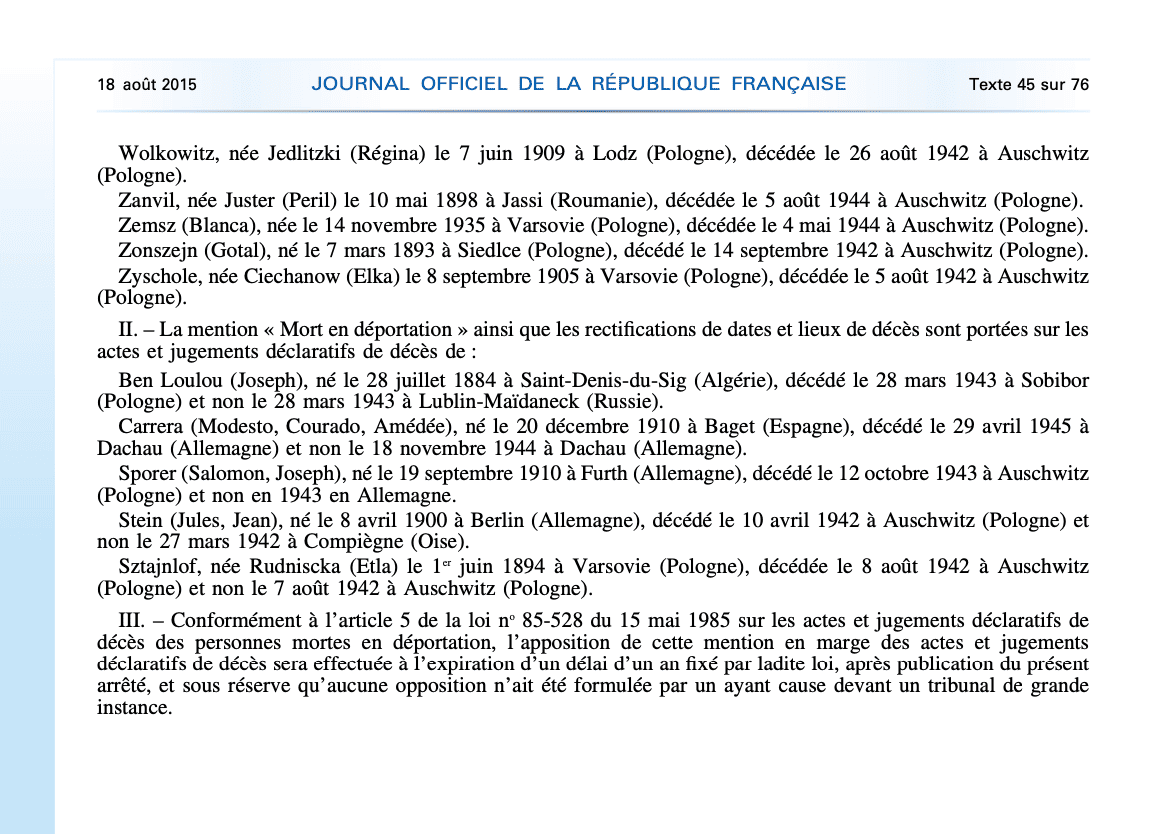 18 août 2015 JOURNAL OFFICIEL DE LA RÉPUBLIQUE FRANÇAISE Texte 45 sur 76
Wolkowitz, née Jedlitzki (Régina) le 7 juin 1909 à Lodz (Pologne), décédée le 26 août 1942 à Auschwitz
(Pologne).
Zanvil, née Juster (Peril) le 10 mai 1898 à Jassi (Roumanie), décédée le 5 août 1944 à Auschwitz (Pologne).
Zemsz (Blanca), née le 14 novembre 1935 à Varsovie (Pologne), décédée le 4 mai 1944 à Auschwitz (Pologne).
Zonszejn (Gotal), né le 7 mars 1893 à Siedlce (Pologne), décédé le 14 septembre 1942 à Auschwitz (Pologne).
Zyschole, née Ciechanow (Elka) le 8 septembre 1905 à Varsovie (Pologne), décédée le 5 août 1942 à Auschwitz
(Pologne).
II. – La mention « Mort en déportation » ainsi que les rectifications de dates et lieux de décès sont portées sur les
actes et jugements déclaratifs de décès de :
Ben Loulou (Joseph), né le 28 juillet 1884 à Saint-Denis-du-Sig (Algérie), décédé le 28 mars 1943 à Sobibor
(Pologne) et non le 28 mars 1943 à Lublin-Maïdaneck (Russie).
Carrera (Modesto, Courado, Amédée), né le 20 décembre 1910 à Baget (Espagne), décédé le 29 avril 1945 à
Dachau (Allemagne) et non le 18 novembre 1944 à Dachau (Allemagne).
Sporer (Salomon, Joseph), né le 19 septembre 1910 à Furth (Allemagne), décédé le 12 octobre 1943 à Auschwitz
(Pologne) et non en 1943 en Allemagne.
Stein (Jules, Jean), né le 8 avril 1900 à Berlin (Allemagne), décédé le 10 avril 1942 à Auschwitz (Pologne) et
non le 27 mars 1942 à Compiègne (Oise).
Sztajnlof, née Rudniscka (Etla) le 1er juin 1894 à Varsovie (Pologne), décédée le 8 août 1942 à Auschwitz
(Pologne) et non le 7 août 1942 à Auschwitz (Pologne).
III. – Conformément à l’article 5 de la loi no 85-528 du 15 mai 1985 sur les actes et jugements déclaratifs de
décès des personnes mortes en déportation, l’apposition de cette mention en marge des actes et jugements
déclaratifs de décès sera effectuée à l’expiration d’un délai d’un an fixé par ladite loi, après publication du présent
arrêté, et sous réserve qu’aucune opposition n’ait été formulée par un ayant cause devant un tribunal de grande
instance.